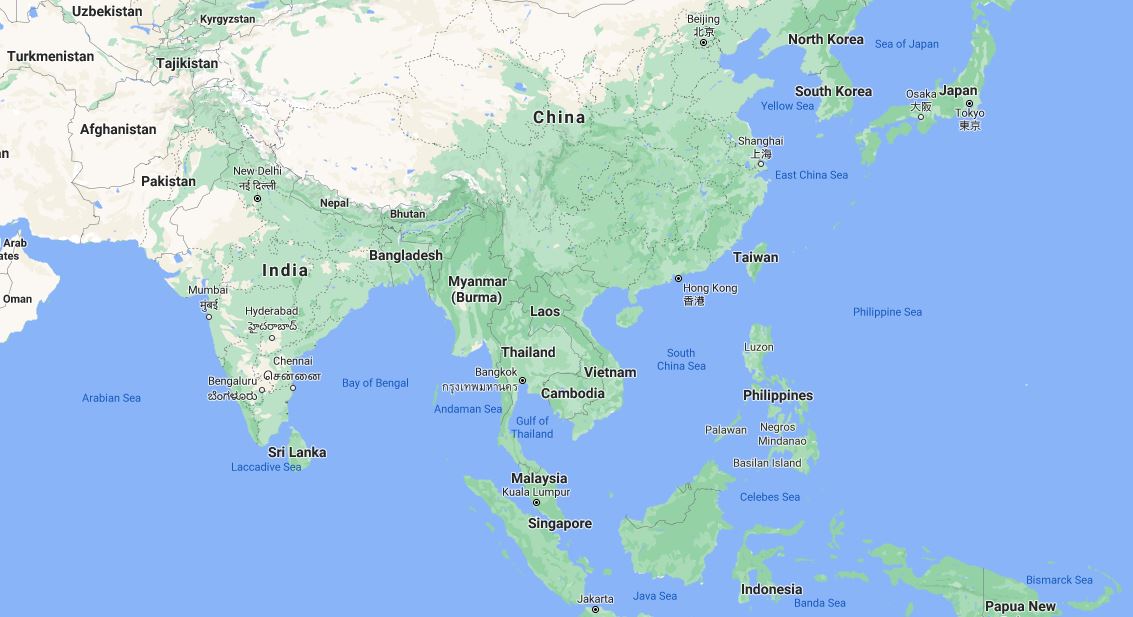 Uzbekistan
Kyrgyzstan
Beijing
北京
North Korea
Sea of Japan
Turkmenistan
Tajikistan
South Korea
Osaka
大阪
Japan
Yellow Sea
Tokyo
東京
China
Afghanistan
n
Shanghai
上海
East China Sea
Pakistan
New Delhi
नई दिल्ली
Nepal
Bhutan
Arab
ates
Bangladesh
Taiwan
India
Myanmar
(Burma)
Hong Kong
香港
Mumbai
मुंबई
Oman
Hyderabad
హైదరాబాద్
Laos
Philippine Sea
Luzon
Thailand
South
China Sea
Chennai
சென்னை
Bangkok
กรุงเทพมหานคร
Vietnam
Bengaluru
ಬೆಂಗಳೂರು
Bay of Bengal
Cambodia
Philippines
Arabian Sea
Andaman Sea
Gulf of
Thailand
Palawan
Negros
Mindanao
Sri Lanka
Laccadive Sea
Basilan Island
Malaysia
Kuala Lumpur
Celebes Sea
Singapore
Bismarck Sea
Indonesia
Java Sea
Jakarta
Banda Sea
Papua New